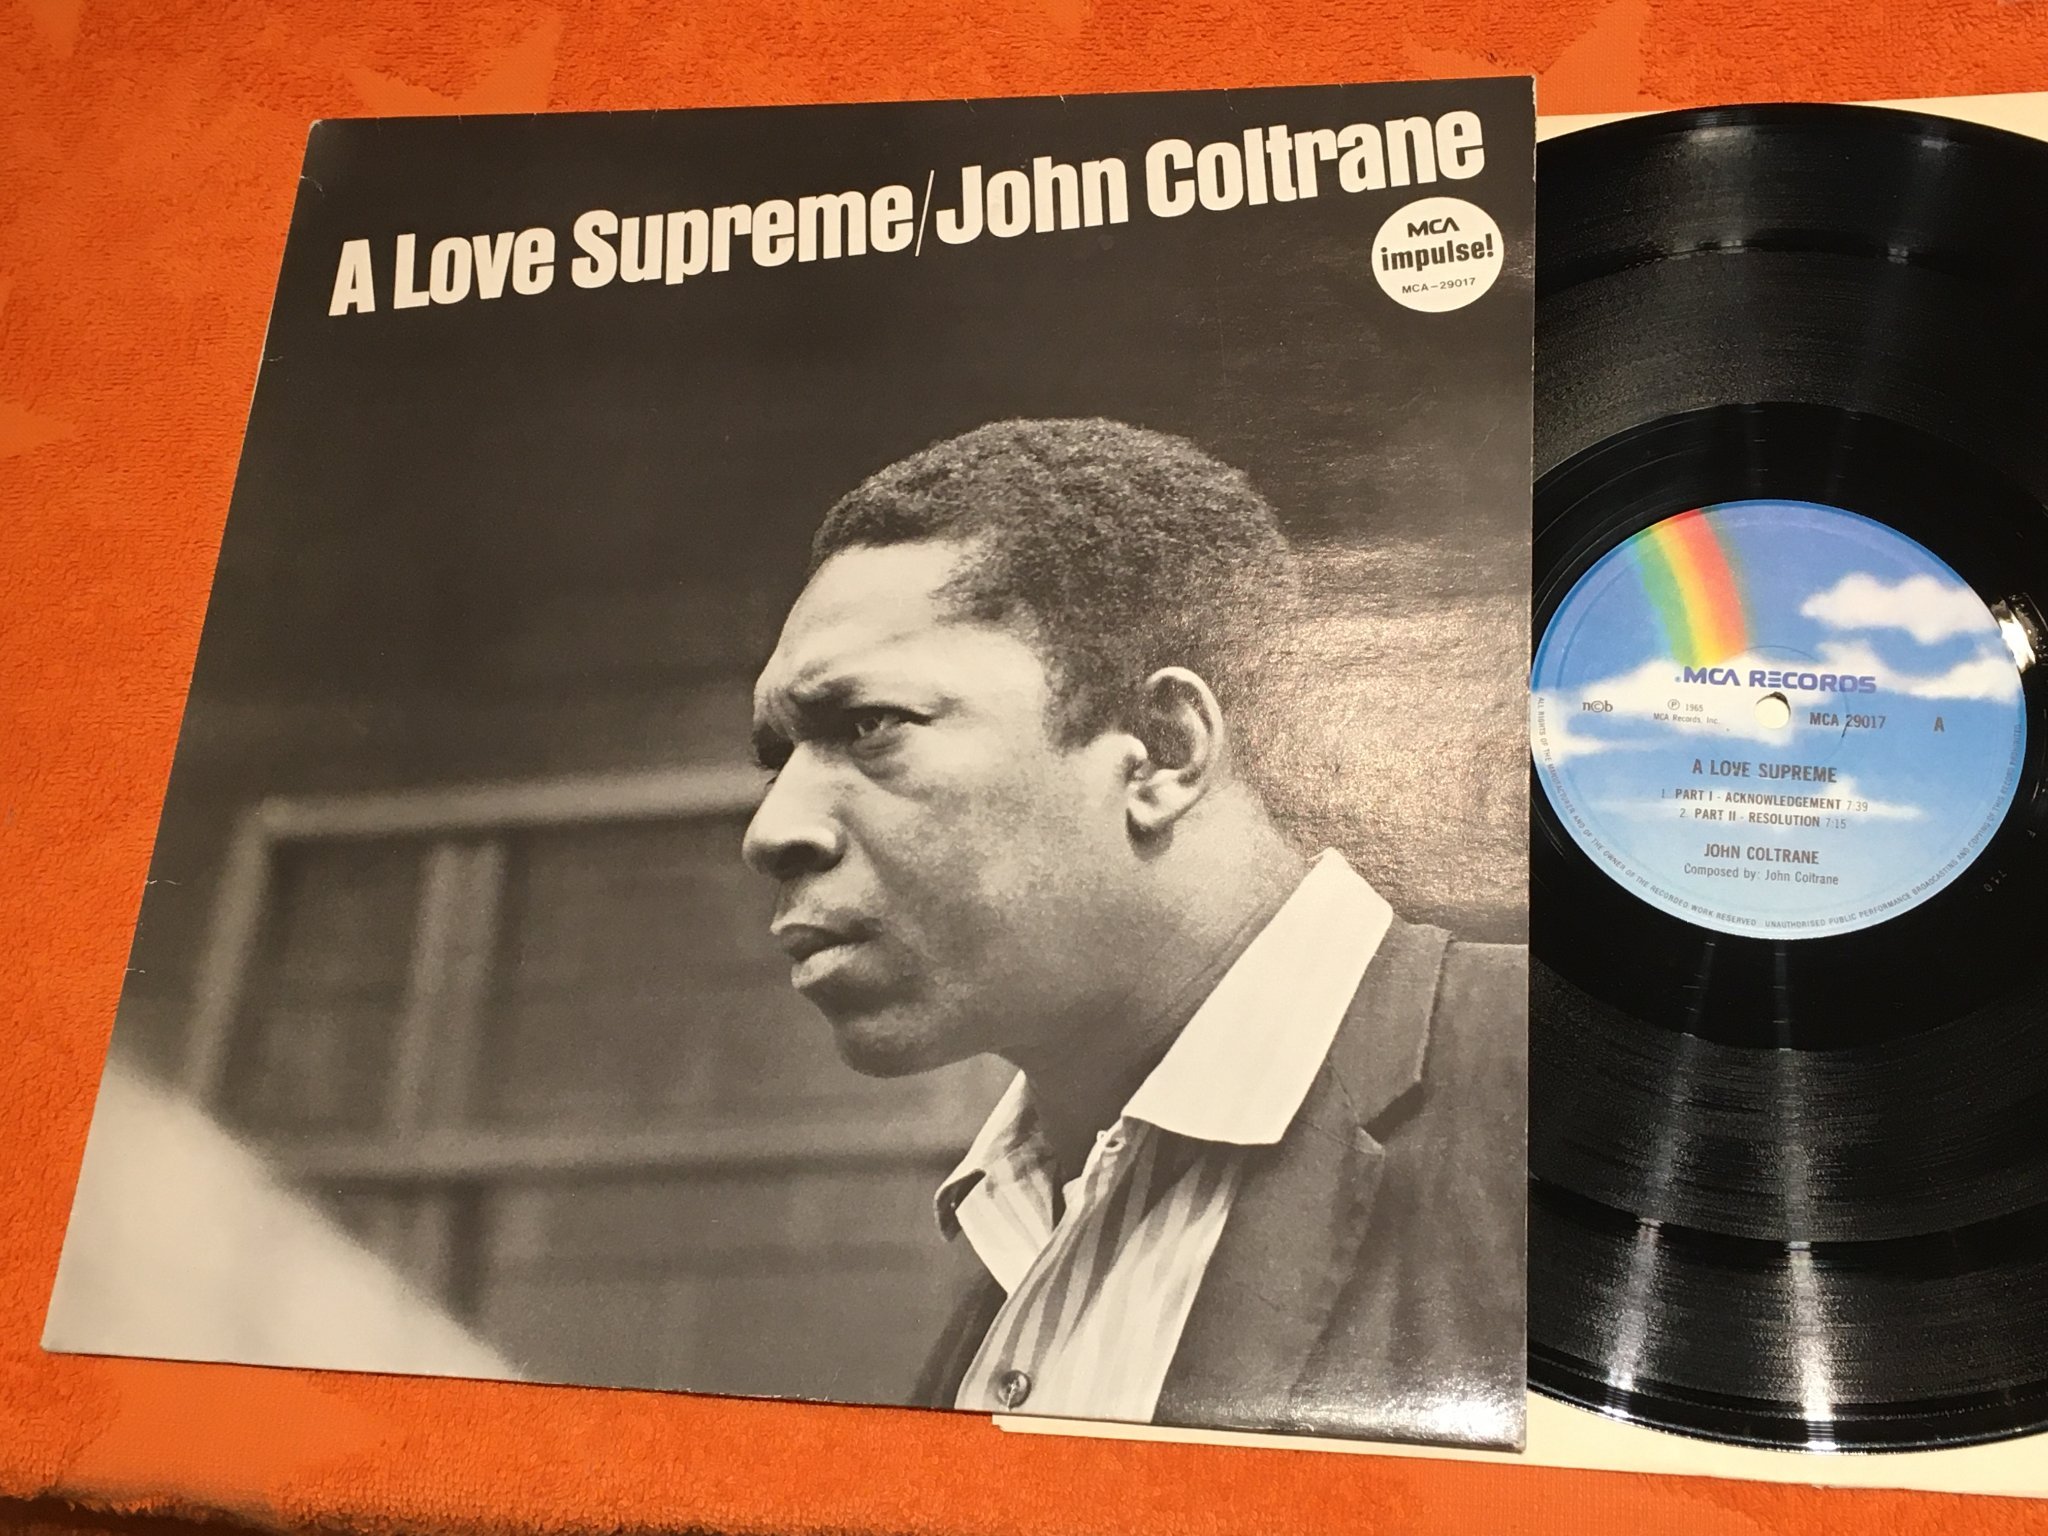 A Love Supreme/John Coltrane
MCA
impulse!
MCA-29017
MCA RECORDS
n©b
℗ 1965
MCA Records, Inc.
MCA 29017
A
A LOVE SUPREME
1. PART I - ACKNOWLEDGEMENT 7.39
2. PART II - RESOLUTION 7.15
JOHN COLTRANE
Composed by: John Coltrane
ALL RIGHTS OF THE MANUFACTURER AND OF THE OWNER OF THE RECORDED WORK RESERVED . UNAUTHORISED PUBLIC PERFORMANCE BROADCASTING AND COPYING OF THIS RECORD PROHIBITED